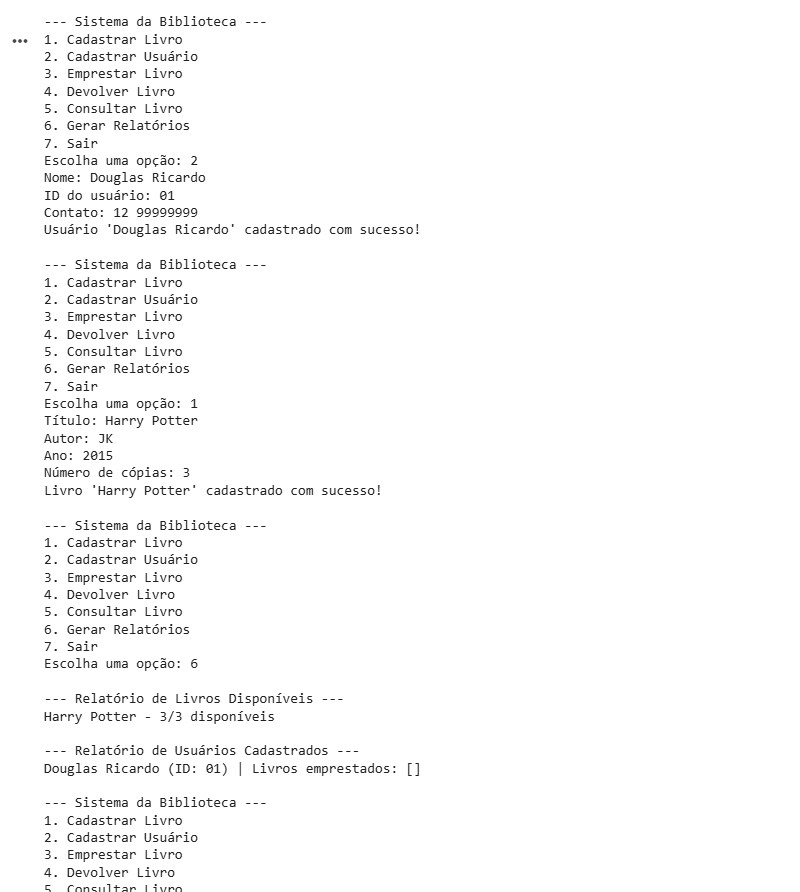 --- Sistema da Biblioteca ---
1. Cadastrar Livro
2. Cadastrar Usuário
3. Emprestar Livro
4. Devolver Livro
5. Consultar Livro
6. Gerar Relatórios
7. Sair
Escolha uma opção: 2
Nome: Douglas Ricardo
ID do usuário: 01
Contato: 12 99999999
Usuário 'Douglas Ricardo' cadastrado com sucesso!
--- Sistema da Biblioteca ---
1. Cadastrar Livro
2. Cadastrar Usuário
3. Emprestar Livro
4. Devolver Livro
5. Consultar Livro
6. Gerar Relatórios
7. Sair
Escolha uma opção: 1
Título: Harry Potter
Autor: JK
Ano: 2015
Número de cópias: 3
Livro 'Harry Potter' cadastrado com sucesso!
--- Sistema da Biblioteca ---
1. Cadastrar Livro
2. Cadastrar Usuário
3. Emprestar Livro
4. Devolver Livro
5. Consultar Livro
6. Gerar Relatórios
7. Sair
Escolha uma opção: 6
--- Relatório de Livros Disponíveis ---
Harry Potter - 3/3 disponíveis
--- Relatório de Usuários Cadastrados ---
Douglas Ricardo (ID: 01) | Livros emprestados: []
--- Sistema da Biblioteca ---
1. Cadastrar Livro
2. Cadastrar Usuário
3. Emprestar Livro
4. Devolver Livro
5. Consultar Livro